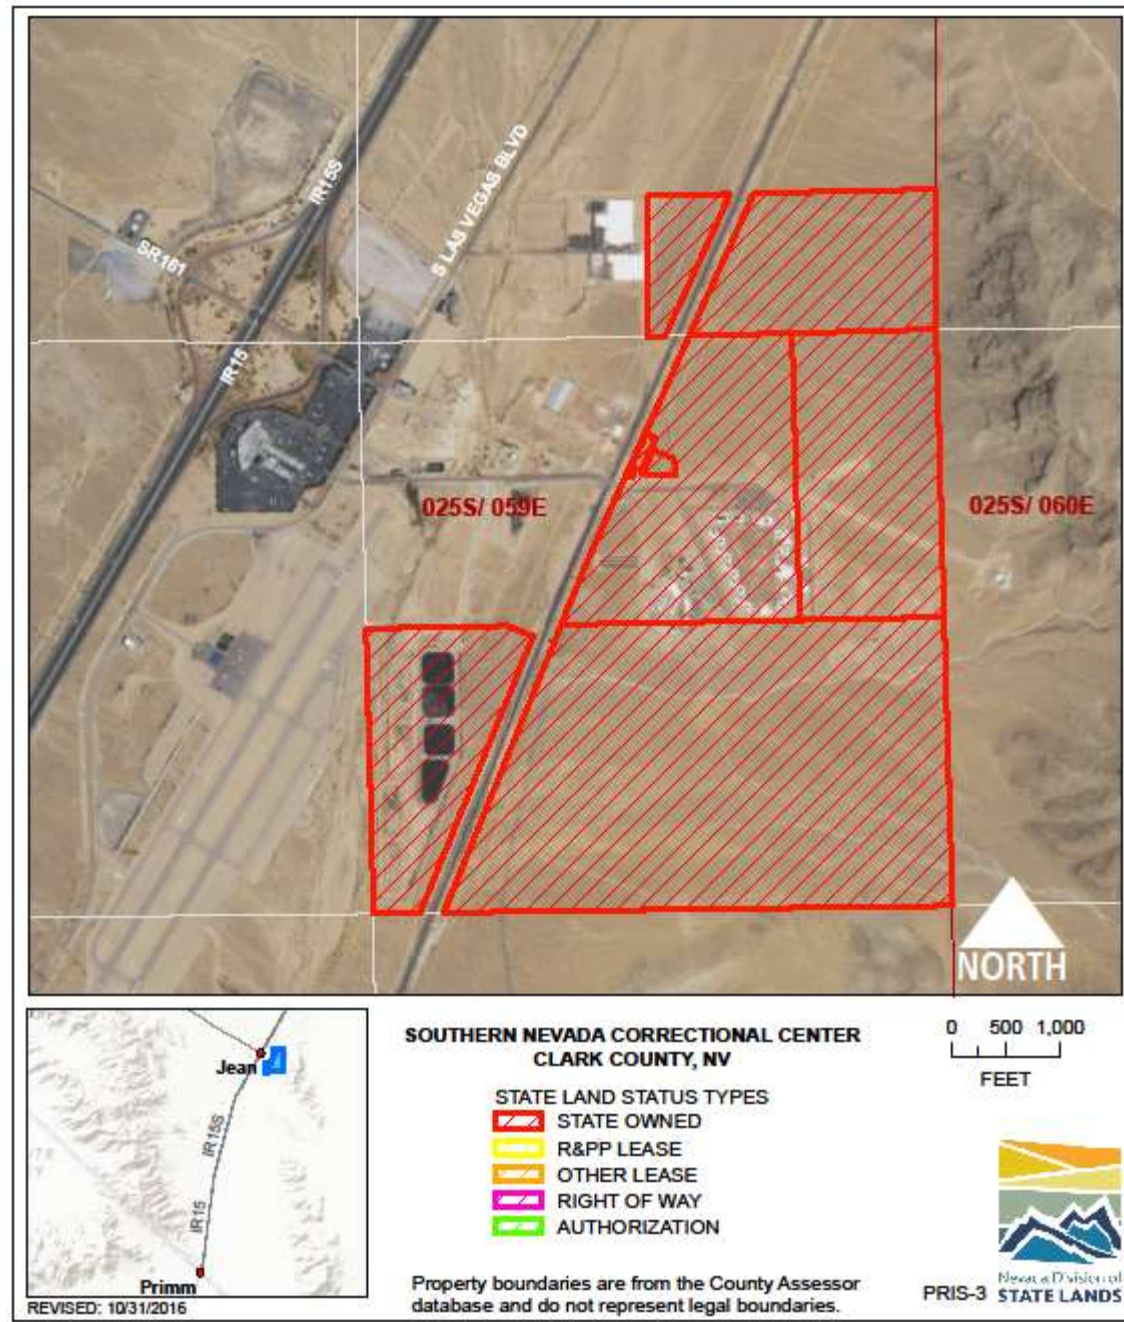 IR15S
S LAS VEGAS BLVD
SR161
IR15
025S/ 059E
025S/ 060E
NORTH
Jean
IR15S
IR15
Primm
REVISED: 10/31/2016
SOUTHERN NEVADA CORRECTIONAL CENTER
CLARK COUNTY, NV
STATE LAND STATUS TYPES
STATE OWNED
R&PP LEASE
OTHER LEASE
RIGHT OF WAY
AUTHORIZATION
Property boundaries are from the County Assessor
database and do not represent legal boundaries.
0 500 1,000
FEET
PRIS-3
Nevada Division of
STATE LANDS